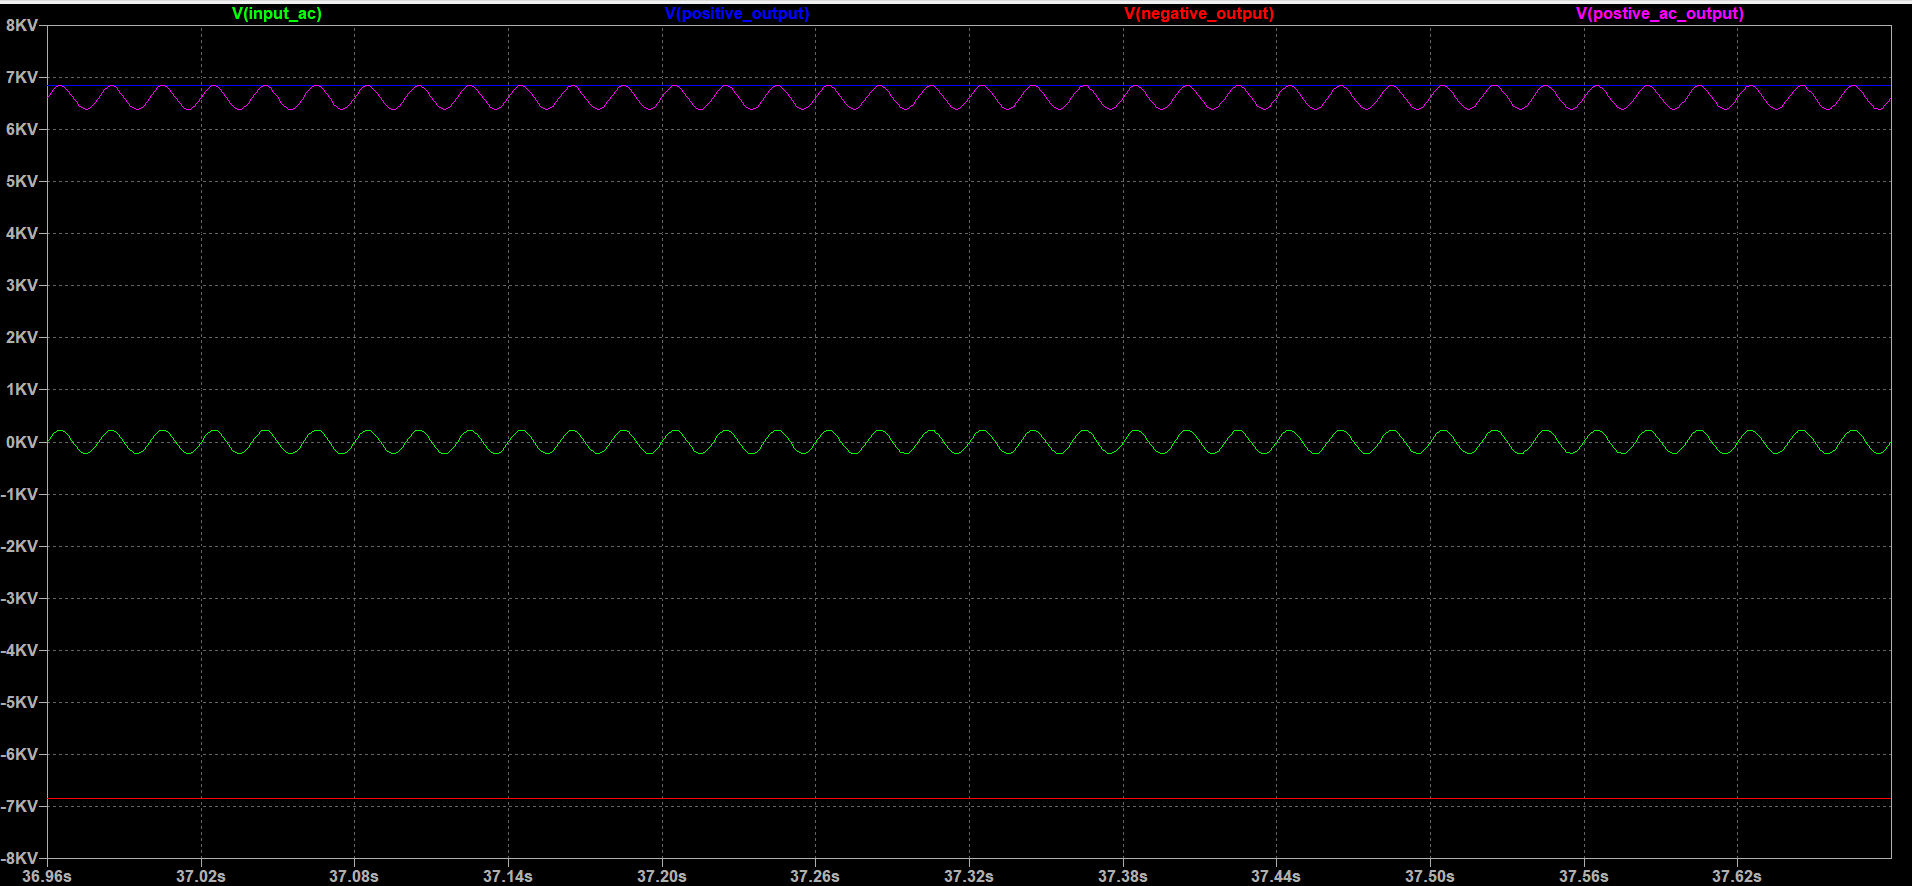 V(input_ac) V(positive_output) V(negative_output) V(postive_ac_output)
8KV
7KV
6KV
5KV
4KV
3KV
2KV
1KV
0KV
-1KV
-2KV
-3KV
-4KV
-5KV
-6KV
-7KV
-8KV
36.96s 37.02s 37.08s 37.14s 37.20s 37.26s 37.32s 37.38s 37.44s 37.50s 37.56s 37.62s